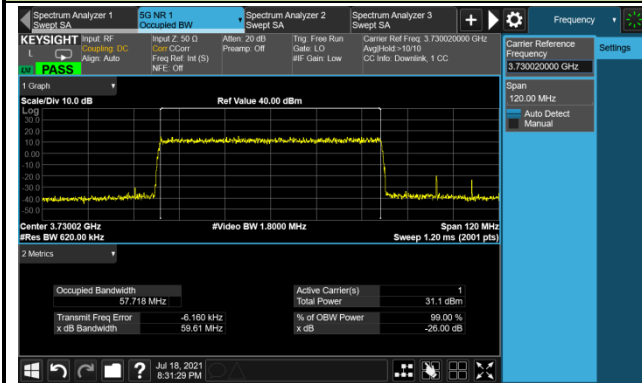 Spectrum Analyzer 1
Swept SA
5G NR 1
Occupied BW
Spectrum Analyzer 2
Swept SA
Spectrum Analyzer 3
Swept SA
+
Frequency
KEYSIGHT
L
PASS
Input: RF
Coupling: DC
Align: Auto
Input Z: 50 Ω
Corr CCorr
Freq Ref: Int (S)
NFE: Off
Atten: 20 dB
Preamp: Off
Trig: Free Run
Gate: LO
#IF Gain: Low
Carrier Ref Freq: 3.730020000 GHz
Avg|Hold:>10/10
CC Info: Downlink, 1 CC
Carrier Reference
Frequency
3.730020000 GHz
Settings
Span
120.00 MHz
Auto Detect
Manual
1 Graph
Scale/Div 10.0 dB
Ref Value 40.00 dBm
Log
30.0
20.0
10.0
0.00
-10.0
-20.0
-30.0
-40.0
-50.0
Center 3.73002 GHz
#Video BW 1.8000 MHz
Span 120 MHz
#Res BW 620.00 kHz
Sweep 1.20 ms (2001 pts)
2 Metrics
Occupied Bandwidth
57.718 MHz
Active Carrier(s) 1
Total Power 31.1 dBm
Transmit Freq Error -6.160 kHz
% of OBW Power 99.00 %
x dB Bandwidth 59.61 MHz
x dB -26.00 dB
?
Jul 18, 2021
8:31:29 PM